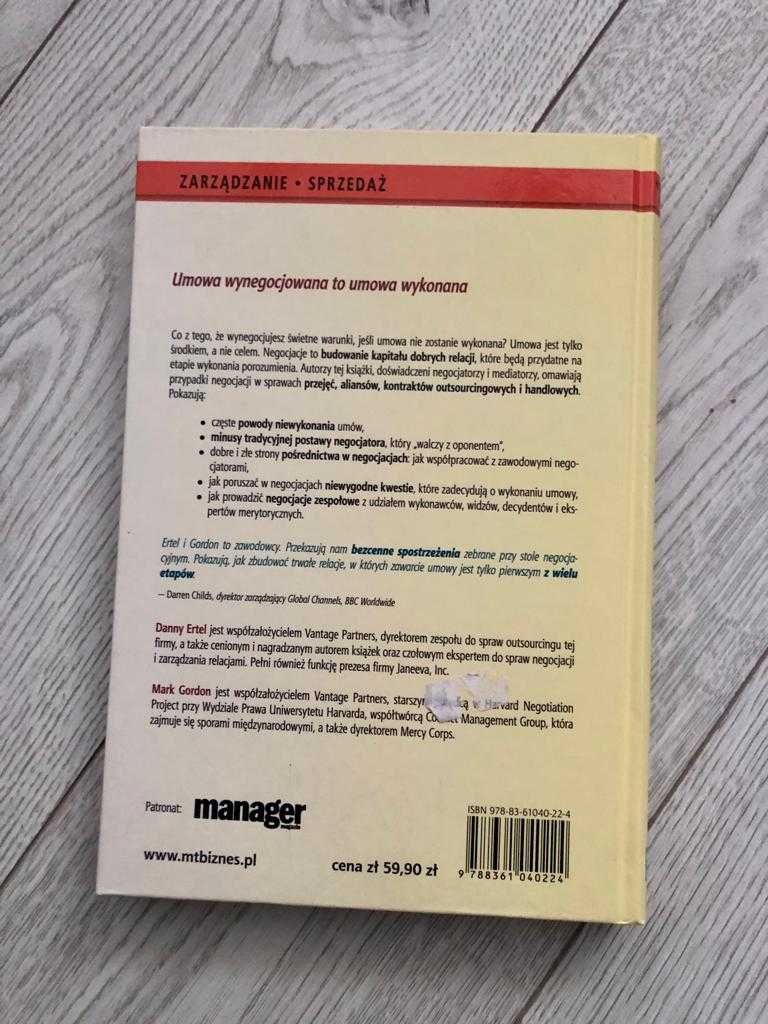 ZARZĄDZANIE • SPRZEDAŻ
Umowa wynegocjowana to umowa wykonana
Co z tego, że wynegocjujesz świetne warunki, jeśli umowa nie zostanie wykonana? Umowa jest tylko
środkiem, a nie celem. Negocjacje to budowanie kapitału dobrych relacji, które będą przydatne na
etapie wykonania porozumienia. Autorzy tej książki, doświadczeni negocjatorzy i mediatorzy, omawiają
przypadki negocjacji w sprawach przejęć, aliansów, kontraktów outsourcingowych i handlowych.
Pokazują:
• częste powody niewykonania umów,
• minusy tradycyjnej postawy negocjatora, który „walczy z oponentem",
• dobre i złe strony pośrednictwa w negocjacjach: jak współpracować z zawodowymi nego-
cjatorami,
• jak poruszać w negocjacjach niewygodne kwestie, które zadecydują o wykonaniu umowy,
• jak prowadzić negocjacje zespołowe z udziałem wykonawców, widzów, decydentów i eks-
pertów merytorycznych.
Ertel i Gordon to zawodowcy. Przekazują nam bezcenne spostrzeżenia zebrane przy stole negocja-
cyjnym. Pokazują, jak zbudować trwałe relacje, w których zawarcie umowy jest tylko pierwszym z wielu
etapów.
– Darren Childs, dyrektor zarządzający Global Channels, BBC Worldwide
Danny Ertel jest współzałożycielem Vantage Partners, dyrektorem zespołu do spraw outsourcingu tej
firmy, a także cenionym i nagradzanym autorem książek oraz czołowym ekspertem do spraw negocjacji
i zarządzania relacjami. Pełni również funkcję prezesa firmy Janeeva, Inc.
Mark Gordon jest współzałożycielem Vantage Partners, starszym w Harvard Negotiation
Project przy Wydziale Prawa Uniwersytetu Harvarda, współtwórcą Management Group, która
zajmuje się sporami międzynarodowymi, a także dyrektorem Mercy Corps.
Patronat: manager
magazin
ISBN 978-83-61040-22-4
www.mtbiznes.pl
cena zł 59,90 zł
9 788361 040224